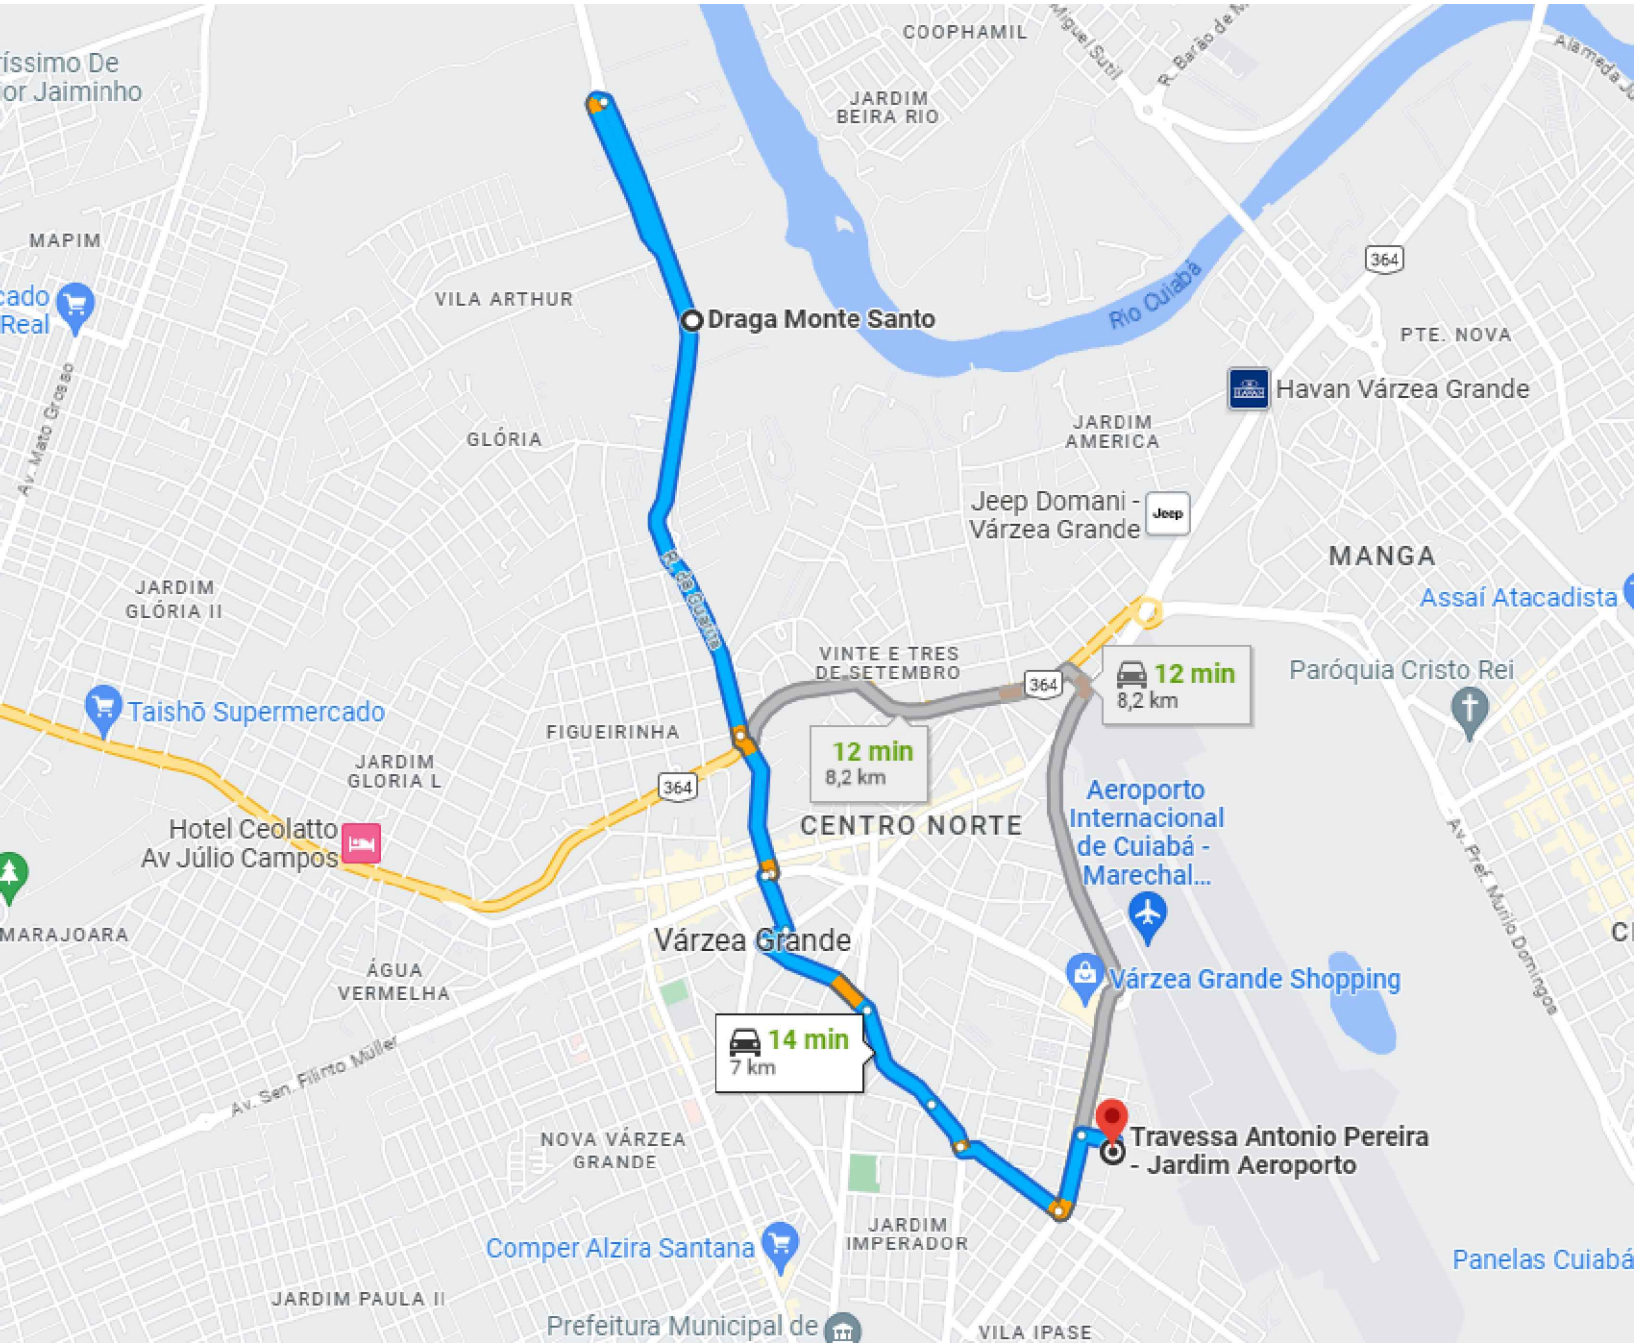 COOPHAMIL
Miguel Sutil
R. Barão de M
Alameda Ju
ríssimo De
ior Jaiminho
JARDIM
BEIRA RIO
MAPIM
364
Rio Cuiabá
cado
Real
VILA ARTHUR
Draga Monte Santo
PTE. NOVA
Havan Várzea Grande
Av. Mato Grosso
GLÓRIA
JARDIM
AMERICA
Jeep Domani -
Várzea Grande
Jeep
MANGA
R. da Guarita
JARDIM
GLÓRIA II
Assaí Atacadista
VINTE E TRES
DE SETEMBRO
364
12 min
8,2 km
Paróquia Cristo Rei
Taishō Supermercado
FIGUEIRINHA
12 min
8,2 km
JARDIM
GLORIA L
364
Aeroporto
Internacional
de Cuiabá -
Marechal...
Hotel Ceolatto
Av Júlio Campos
CENTRO NORTE
Av. Pref. Murilo Domingos
MARAJOARA
Várzea Grande
ÁGUA
VERMELHA
Várzea Grande Shopping
14 min
7 km
Av. Sen. Filinto Müller
NOVA VÁRZEA
GRANDE
Travessa Antonio Pereira
- Jardim Aeroporto
JARDIM
IMPERADOR
Comper Alzira Santana
Panelas Cuiabá
JARDIM PAULA II
Prefeitura Municipal de
VILA IPASE